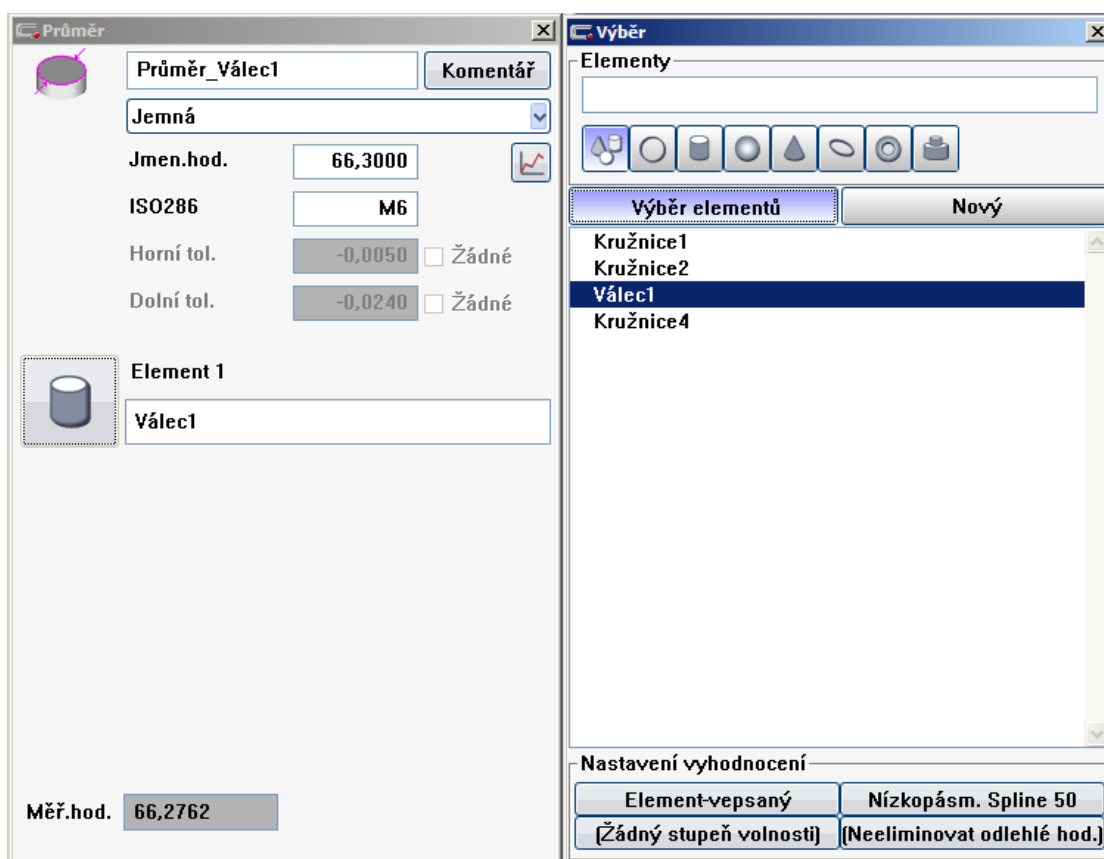 Průměr
Průměr_Válec1
Komentář
Jemná
Jmen.hod.
66,3000
ISO286
M6
Horní tol.
-0,0050
Žádné
Dolní tol.
-0,0240
Žádné
Element 1
Válec1
Měř.hod.
66,2762
Výběr
Elementy
Výběr elementů
Nový
Kružnice1
Kružnice2
Válec1
Kružnice4
Nastavení vyhodnocení
Element-vepsaný
Nízkopásm. Spline 50
(Žádný stupeň volnosti)
(Neeliminovat odlehlé hod.)